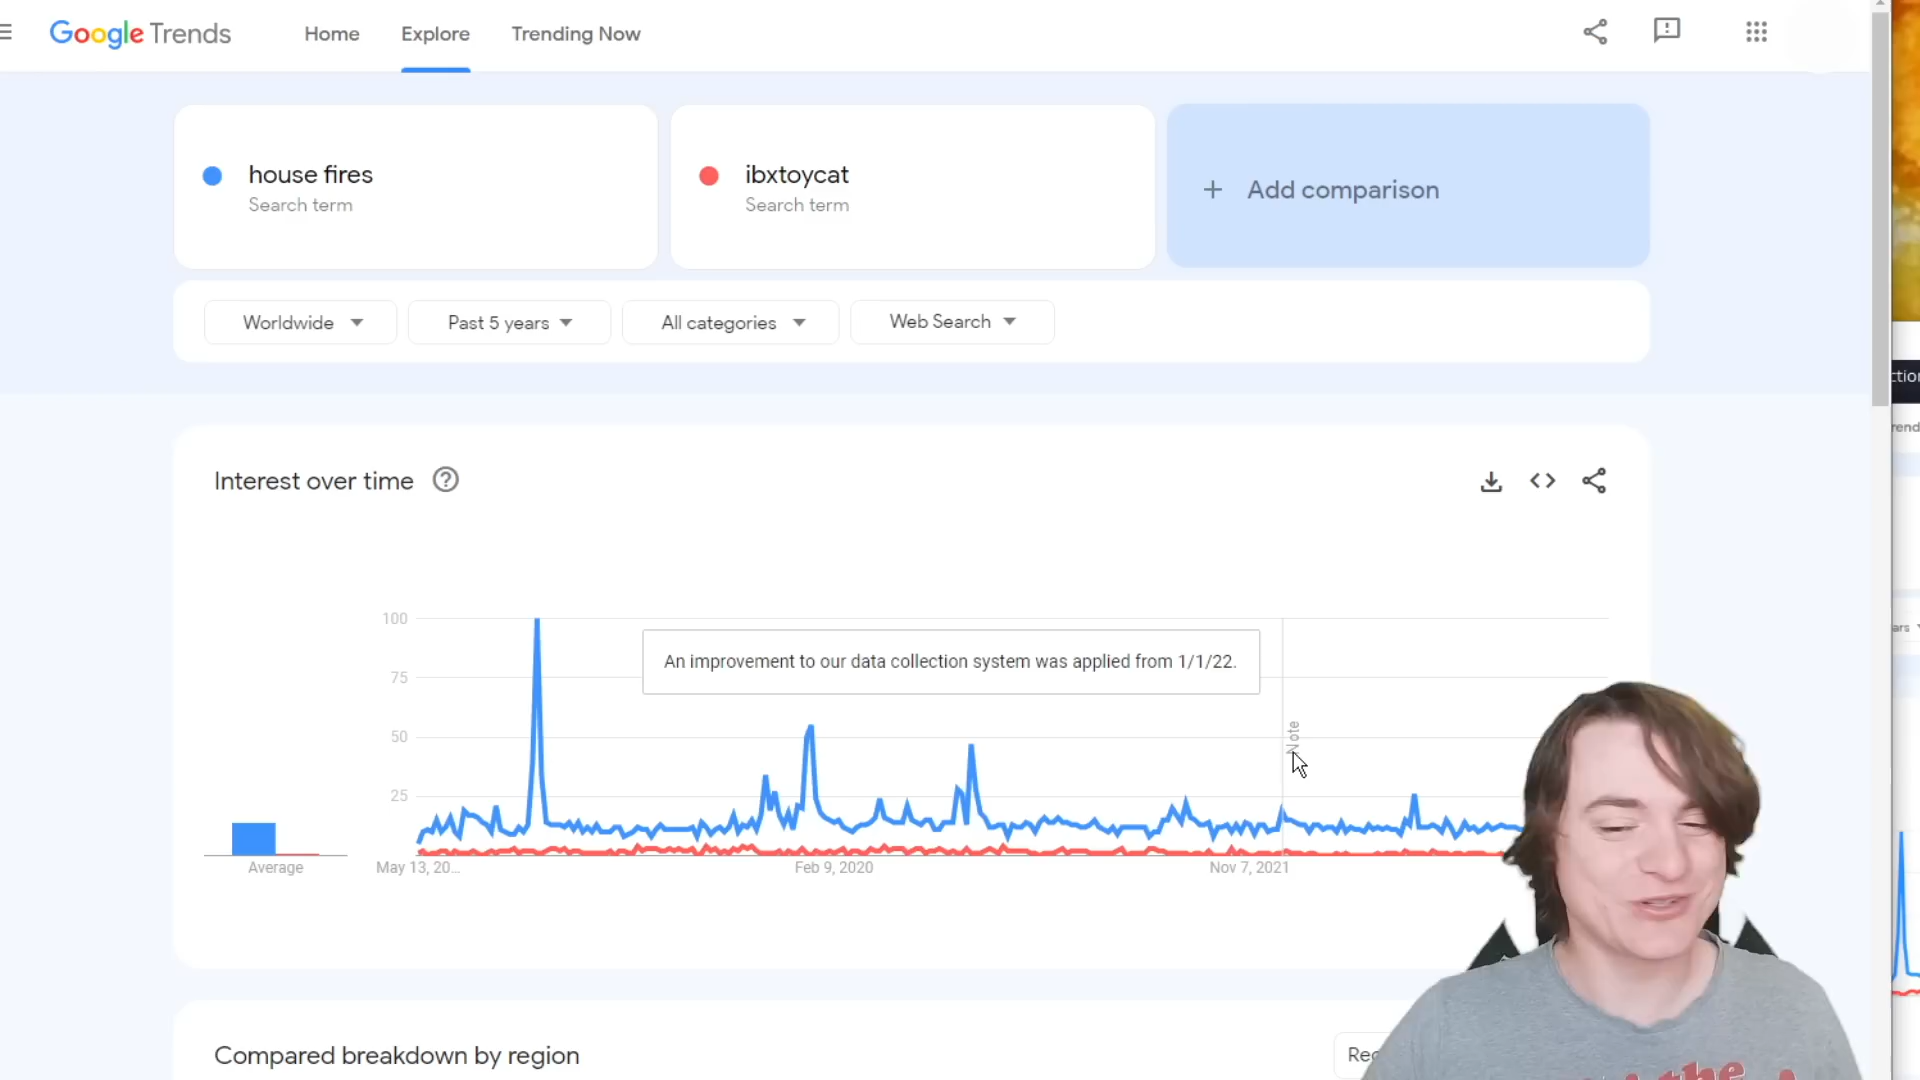 Google Trends
Home
Explore
Trending Now
house fires
Search term
ibxtoycat
Search term
+ Add comparison
Worldwide
Past 5 years
All categories
Web Search
Interest over time
100
75
50
25
An improvement to our data collection system was applied from 1/1/22.
Note
Average
May 13, 20...
Feb 9, 2020
Nov 7, 2021
Compared breakdown by region
the